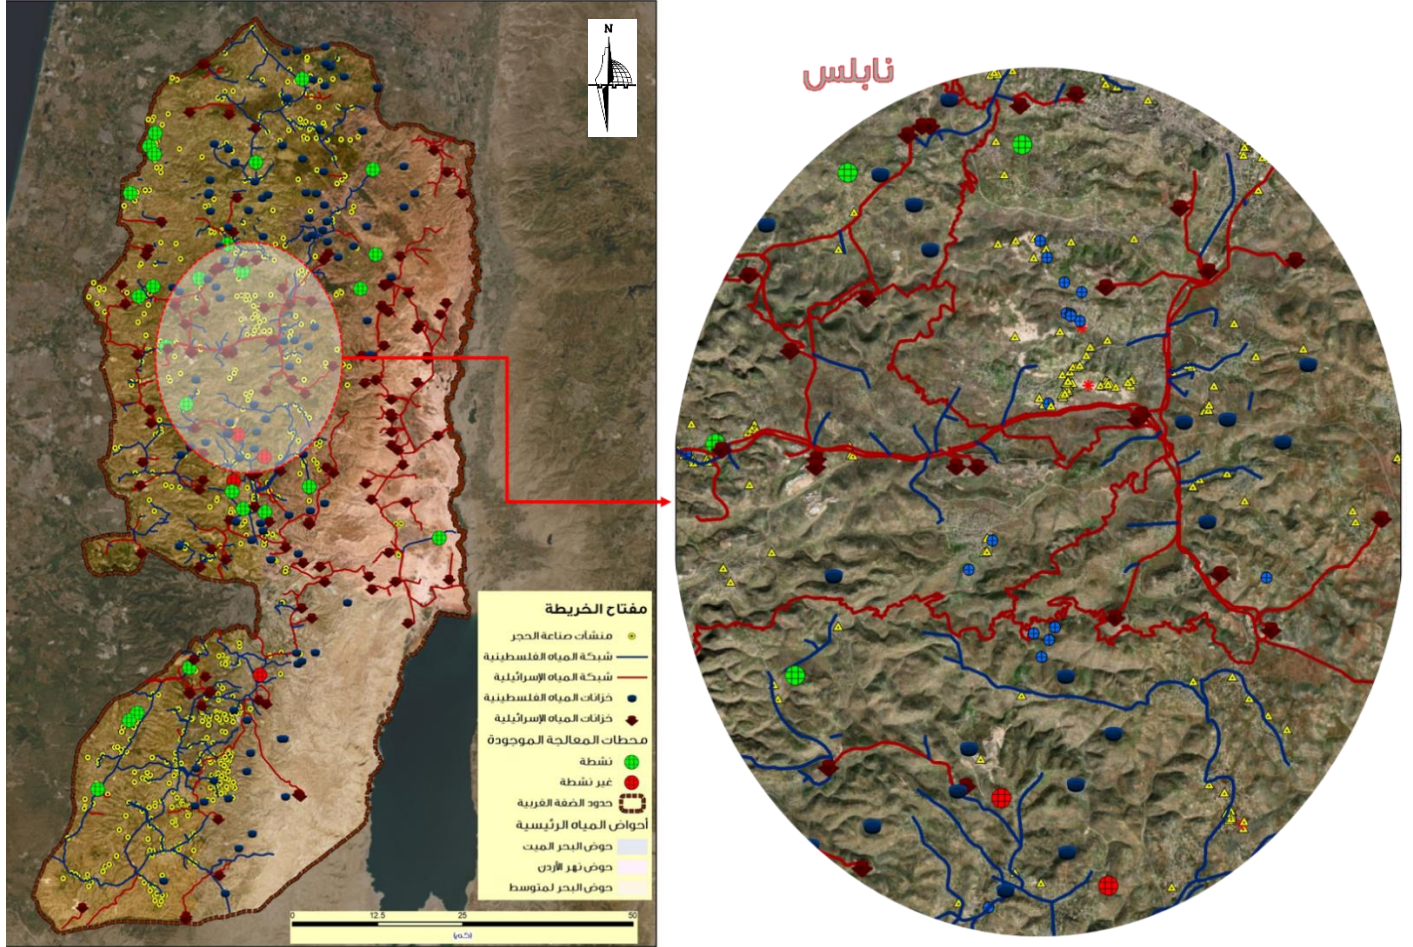 N
نابلس
مفتاح الخريطة
منشآت صناعة الحجر
شبكة المياه الفلسطينية
شبكة المياه الإسرائيلية
خزانات المياه الفلسطينية
خزانات المياه الإسرائيلية
محطات المعالجة الموجودة
نشطة
غير نشطة
حدود الضفة الغربية
أحواض المياه الرئيسية
حوض البحر الميت
حوض نهر الأردن
حوض البحر لمتوسط
0 12.5 25 50
(كم)